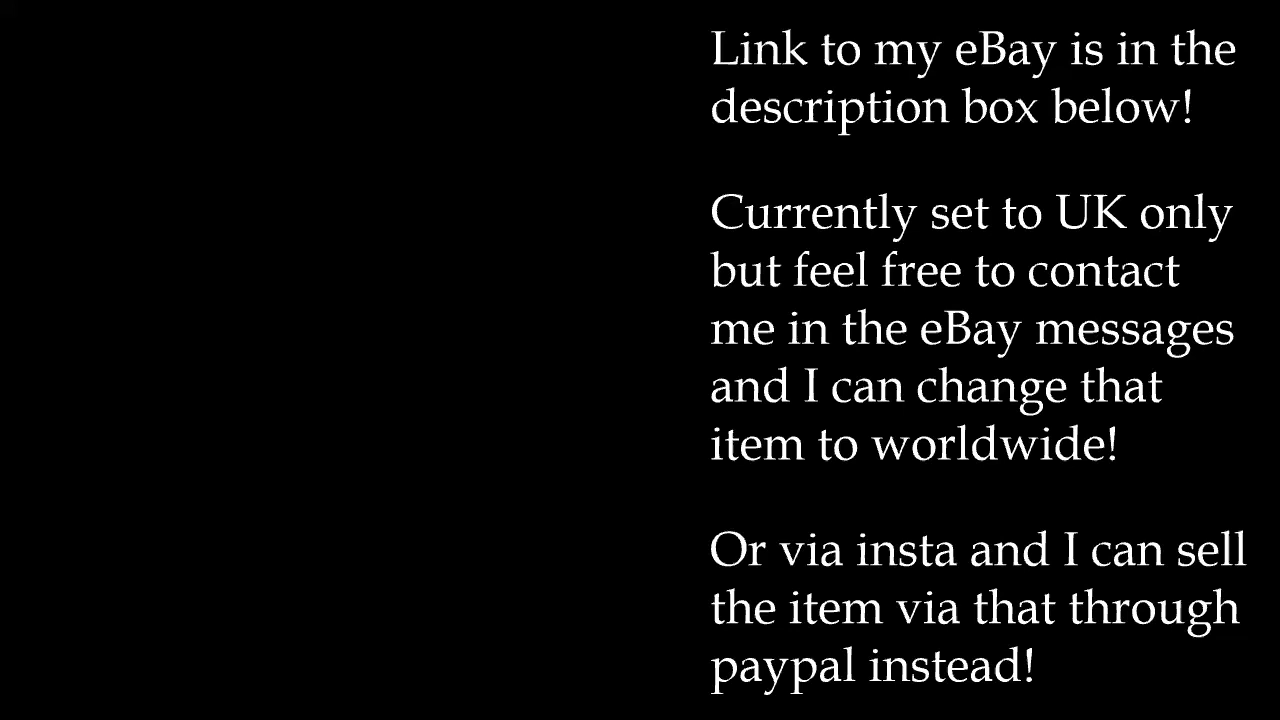 Link to my eBay is in the
description box below!
Currently set to UK only
but feel free to contact
me in the eBay messages
and I can change that
item to worldwide!
Or via insta and I can sell
the item via that through
paypal instead!